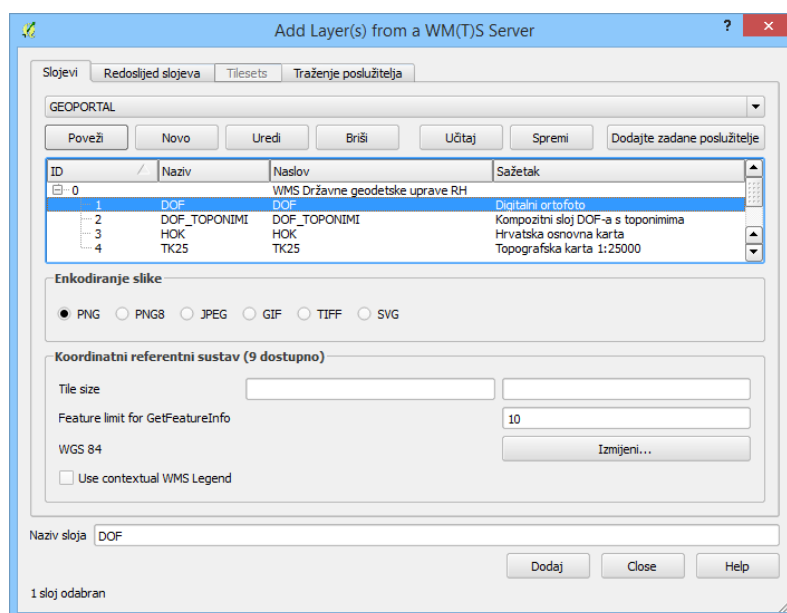 Add Layer(s) from a WM(T)S Server
?
Slojevi Redoslijed slojeva Tilesets Traženje poslužitelja
GEOPORTAL
Poveži Novo Uredi Briši Učitaj Spremi Dodajte zadane poslužitelje
ID Naziv Naslov Sažetak
0 WMS Državne geodetske uprave RH
1 DOF DOF Digitalni ortofoto
2 DOF_TOPONIMI DOF_TOPONIMI Kompozitni sloj DOF-a s toponimima
3 HOK HOK Hrvatska osnovna karta
4 TK25 TK25 Topografska karta 1:25000
Enkodiranje slike
PNG PNG8 JPEG GIF TIFF SVG
Koordinatni referentni sustav (9 dostupno)
Tile size
Feature limit for GetFeatureInfo 10
WGS 84 Izmijeni...
Use contextual WMS Legend
Naziv sloja DOF
Dodaj Close Help
1 sloj odabran